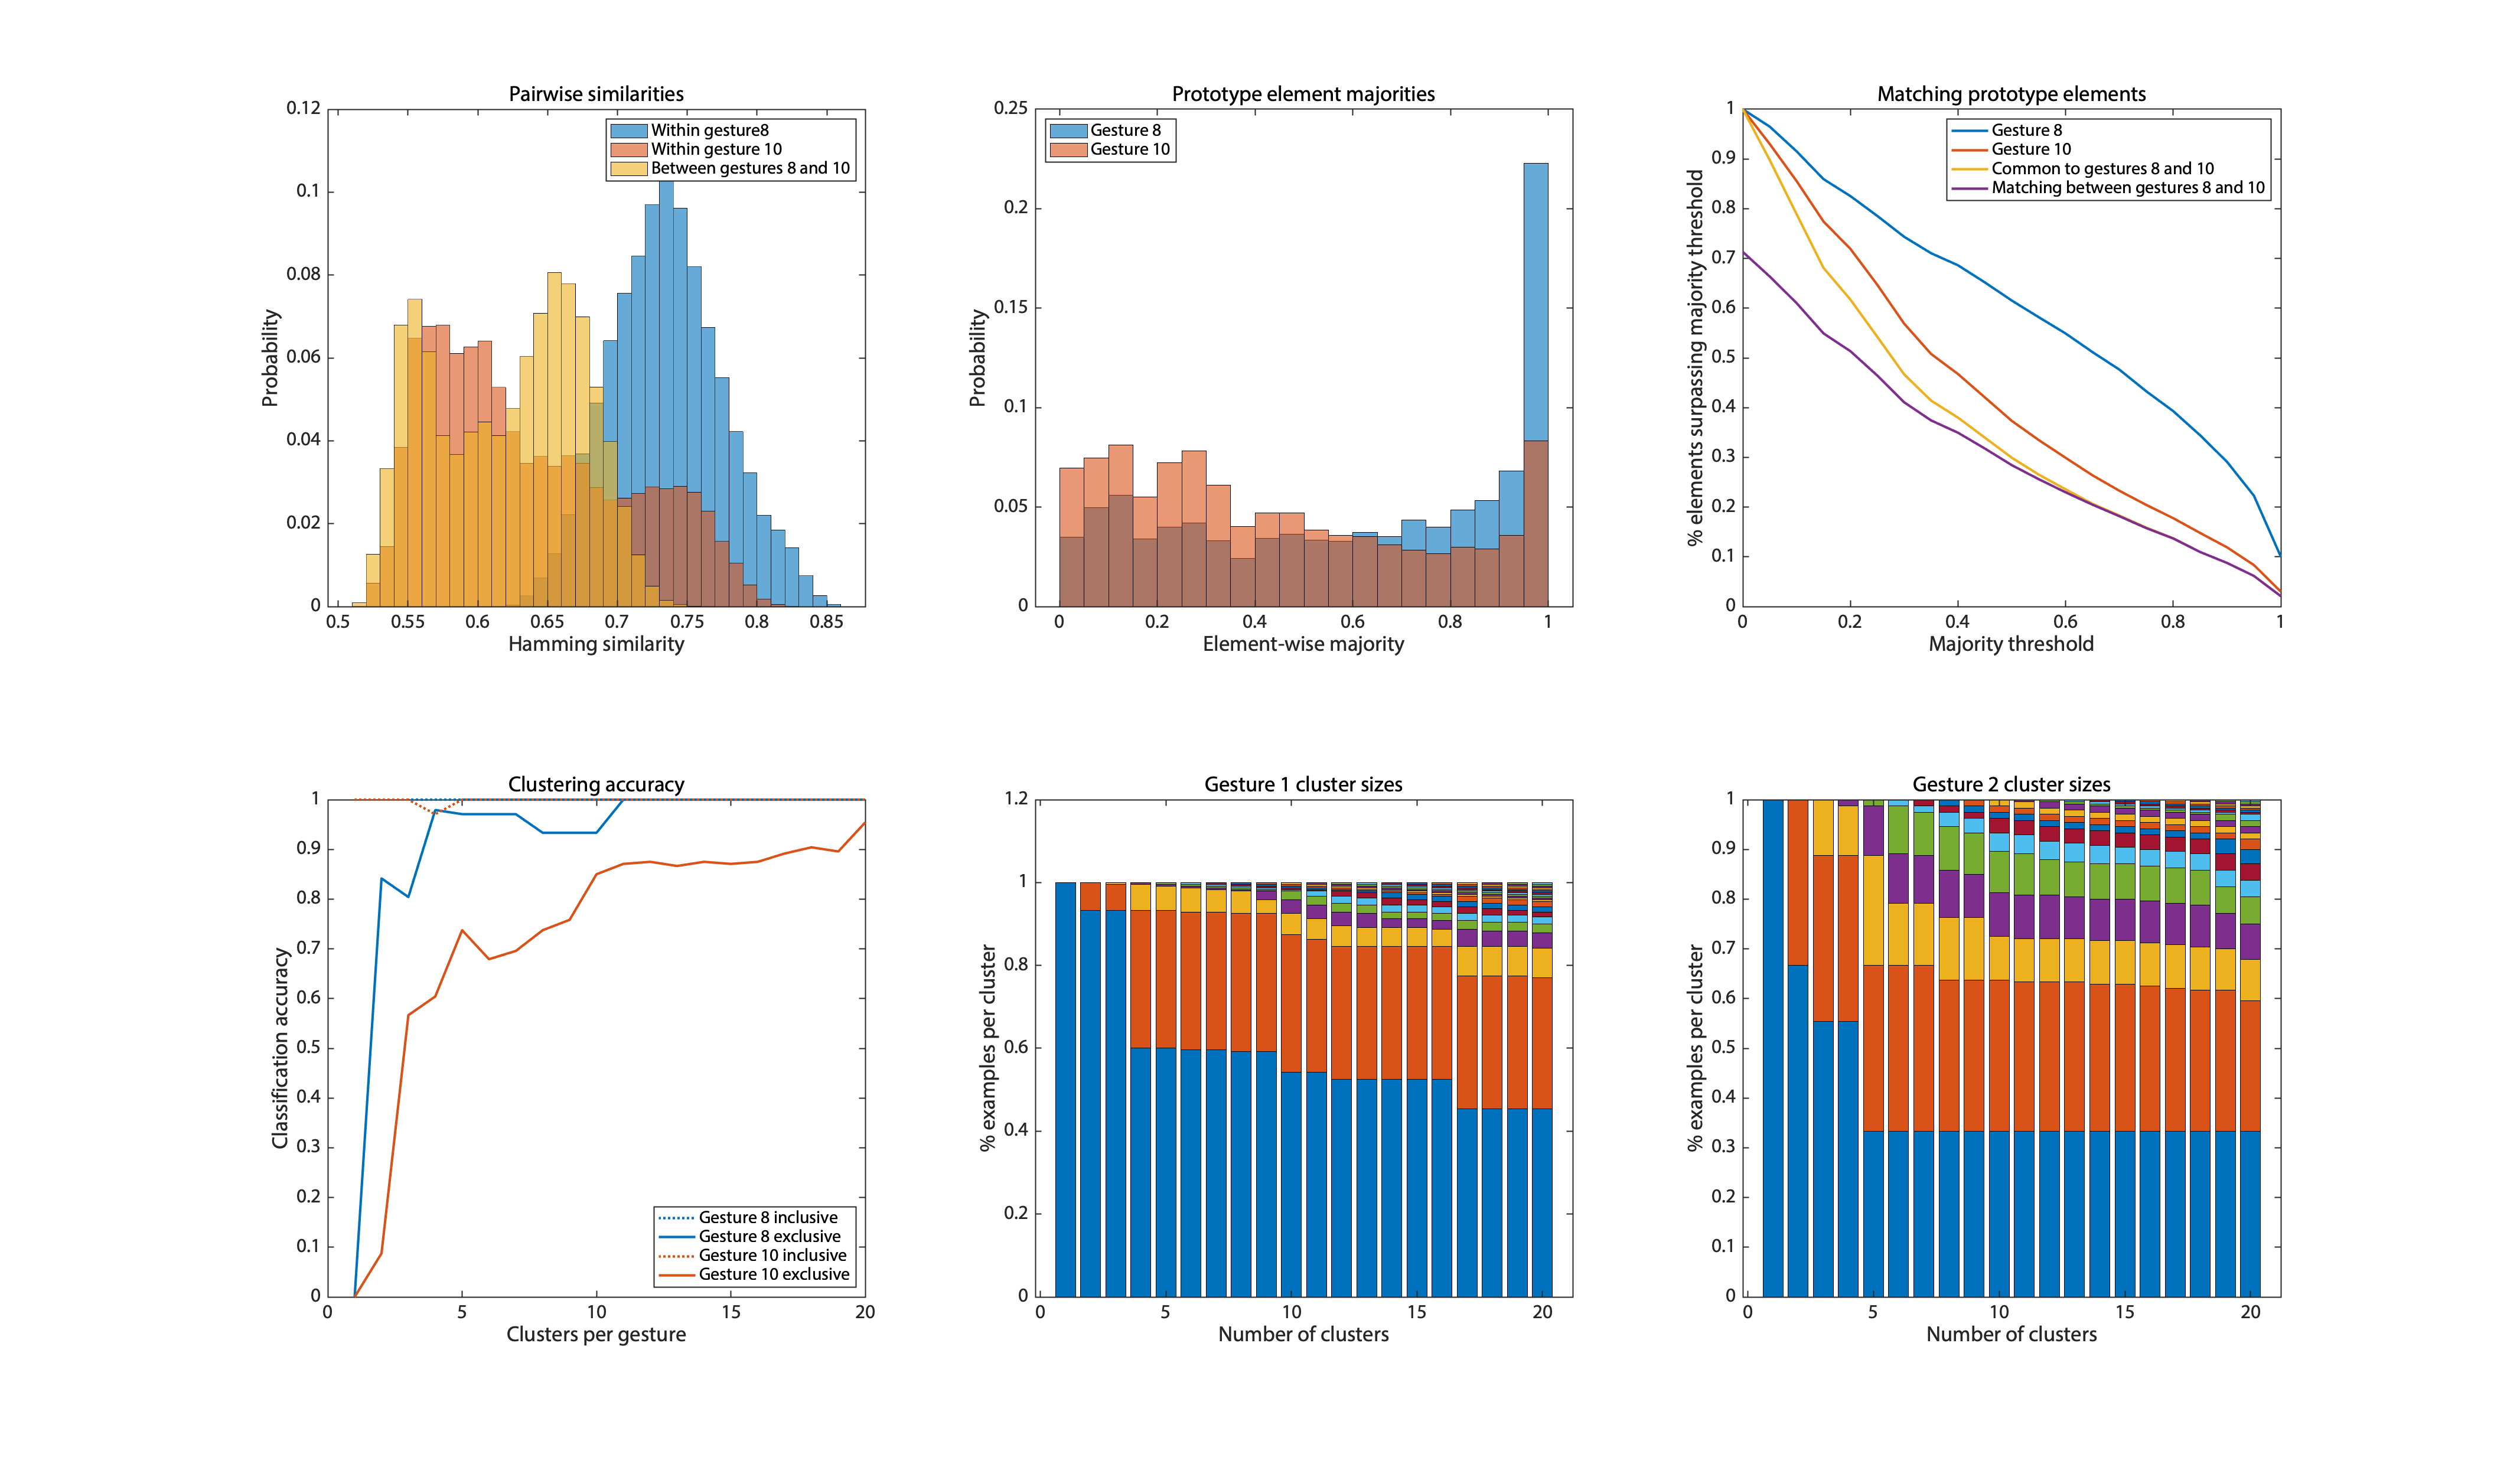 Pairwise similarities
0.12
0.1
0.08
0.06
0.04
0.02
0
Probability
Within gesture8
Within gesture 10
Between gestures 8 and 10
0.5 0.55 0.6 0.65 0.7 0.75 0.8 0.85
Hamming similarity
Prototype element majorities
0.25
0.2
0.15
0.1
0.05
0
Probability
Gesture 8
Gesture 10
0 0.2 0.4 0.6 0.8 1
Element-wise majority
Matching prototype elements
1
0.9
0.8
0.7
0.6
0.5
0.4
0.3
0.2
0.1
0
% elements surpassing majority threshold
Gesture 8
Gesture 10
Common to gestures 8 and 10
Matching between gestures 8 and 10
0 0.2 0.4 0.6 0.8 1
Majority threshold
Clustering accuracy
1
0.9
0.8
0.7
0.6
0.5
0.4
0.3
0.2
0.1
0
Classification accuracy
Gesture 8 inclusive
Gesture 8 exclusive
Gesture 10 inclusive
Gesture 10 exclusive
0 5 10 15 20
Clusters per gesture
Gesture 1 cluster sizes
1.2
1
0.8
0.6
0.4
0.2
0
% examples per cluster
0 5 10 15 20
Number of clusters
Gesture 2 cluster sizes
1
0.9
0.8
0.7
0.6
0.5
0.4
0.3
0.2
0.1
0
% examples per cluster
0 5 10 15 20
Number of clusters